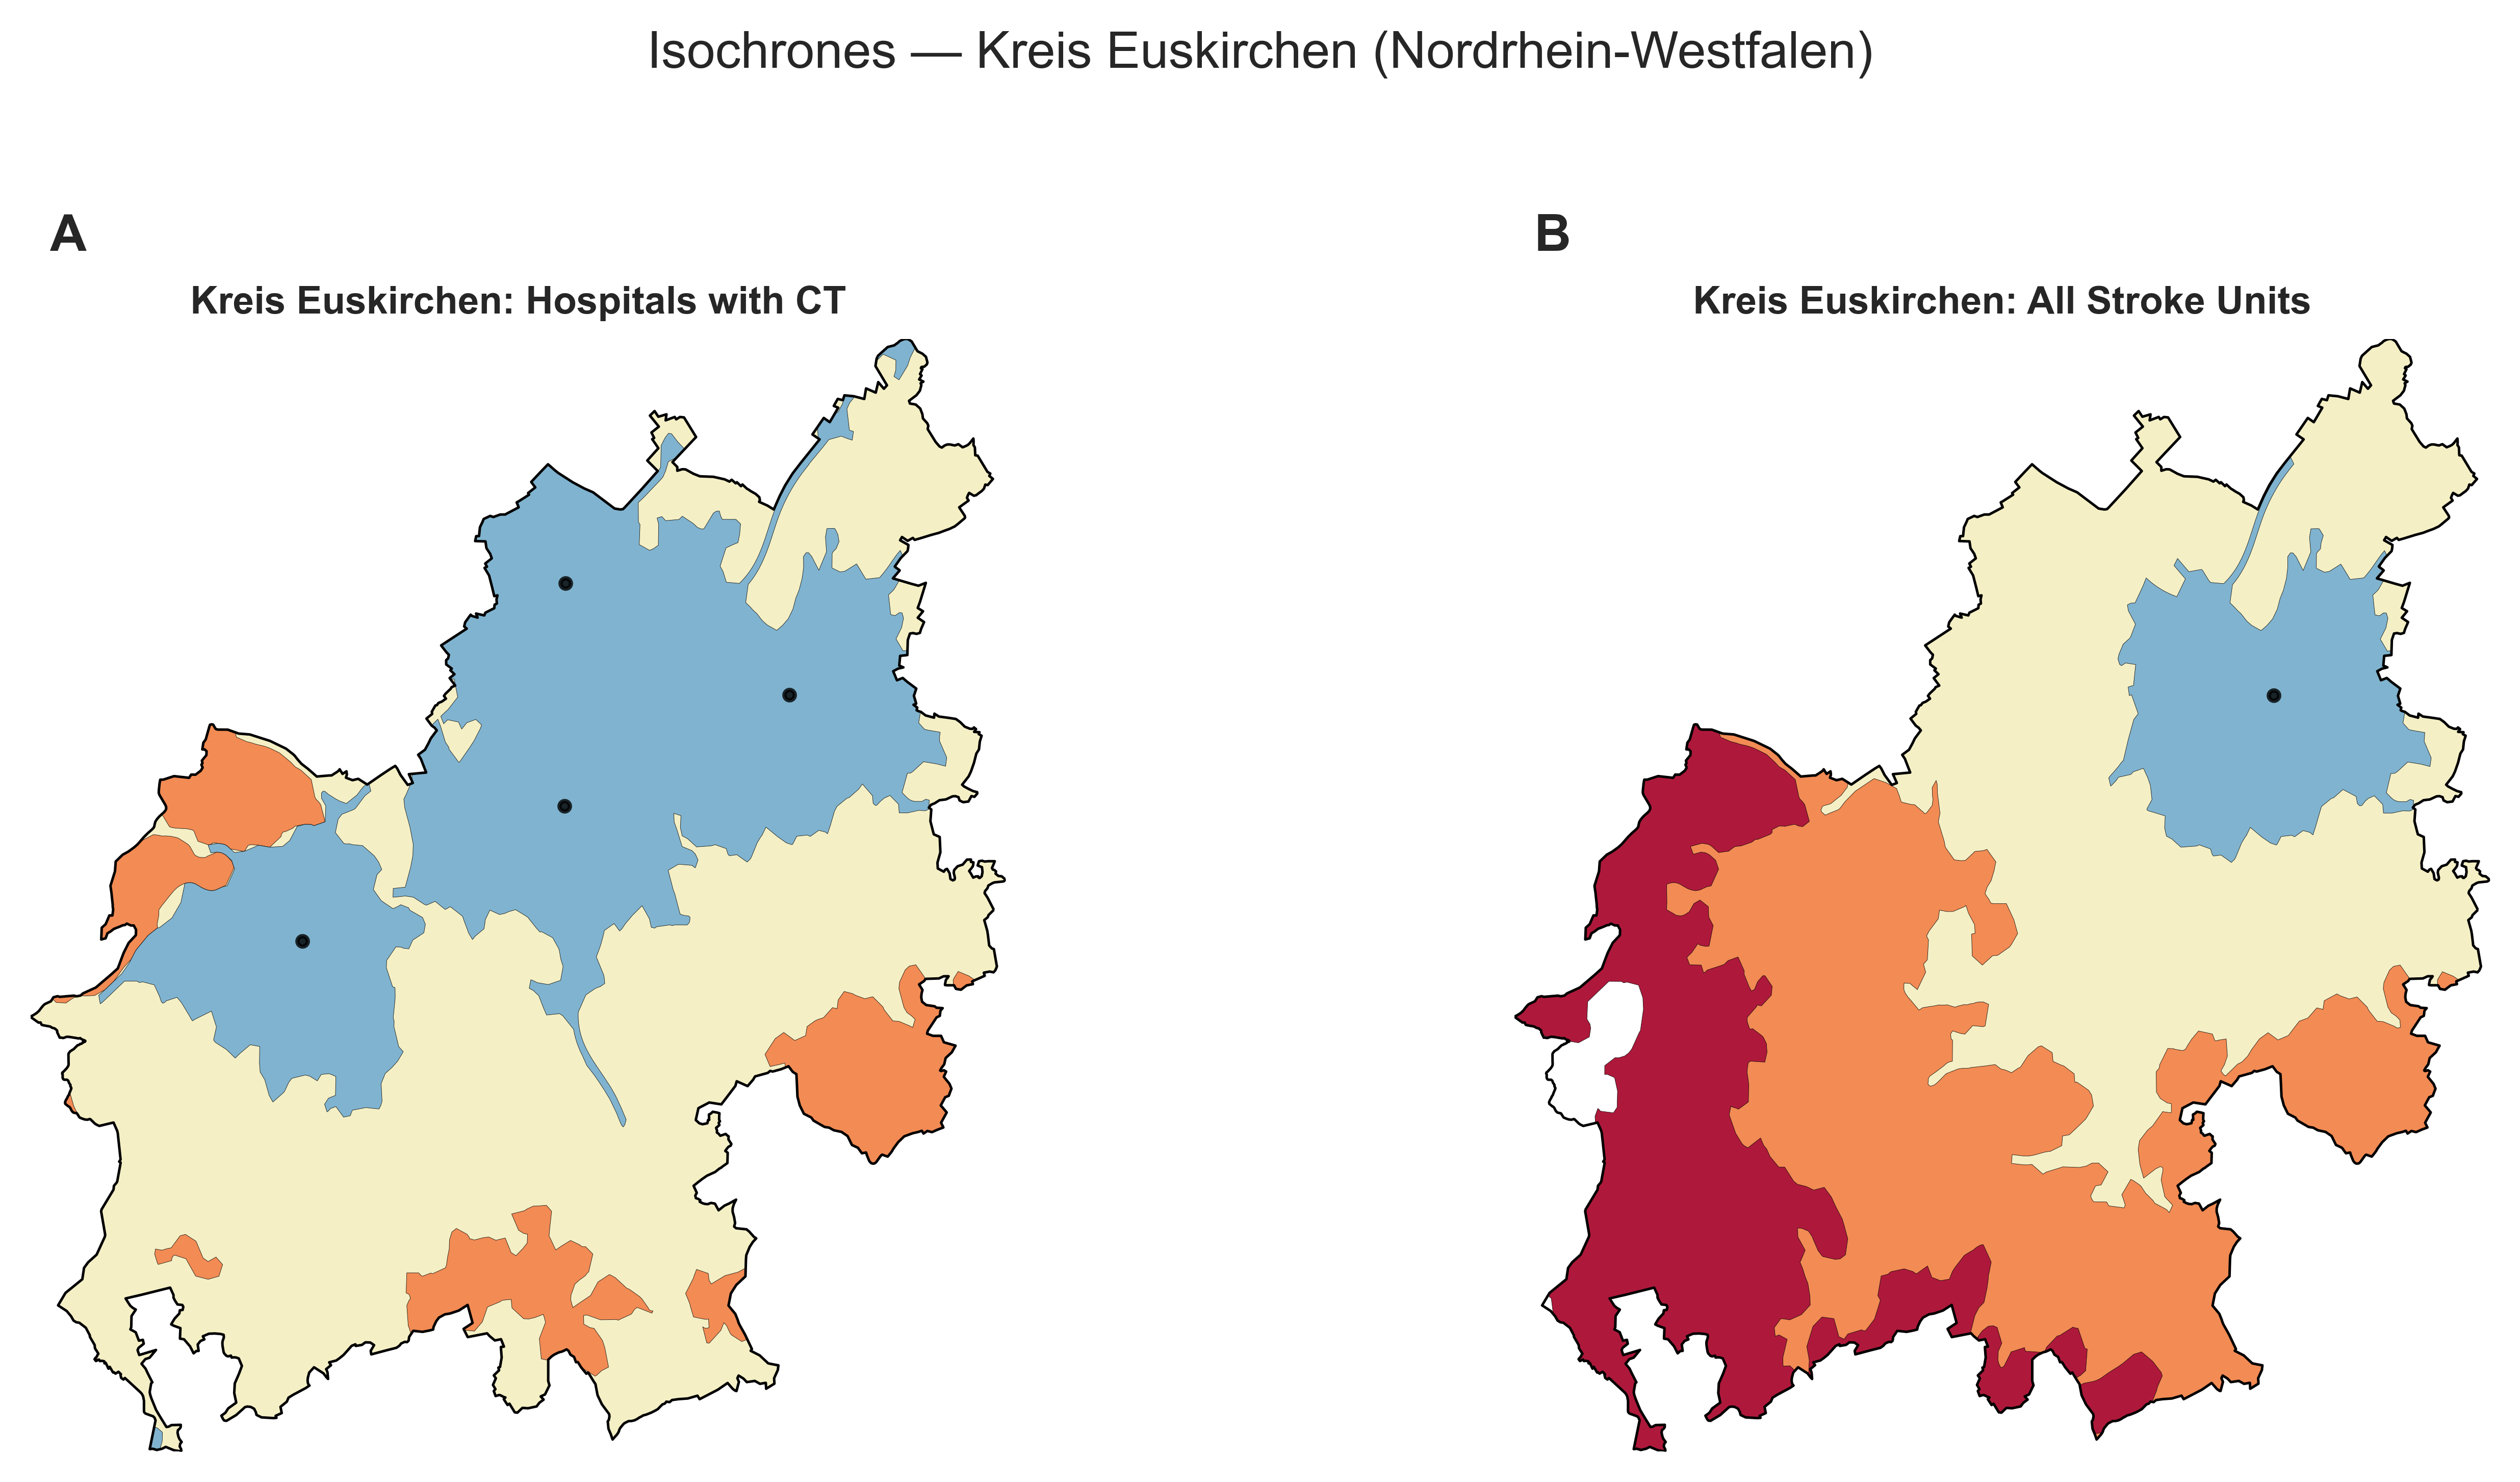 Isochrones — Kreis Euskirchen (Nordrhein-Westfalen)
A
B
Kreis Euskirchen: Hospitals with CT
Kreis Euskirchen: All Stroke Units